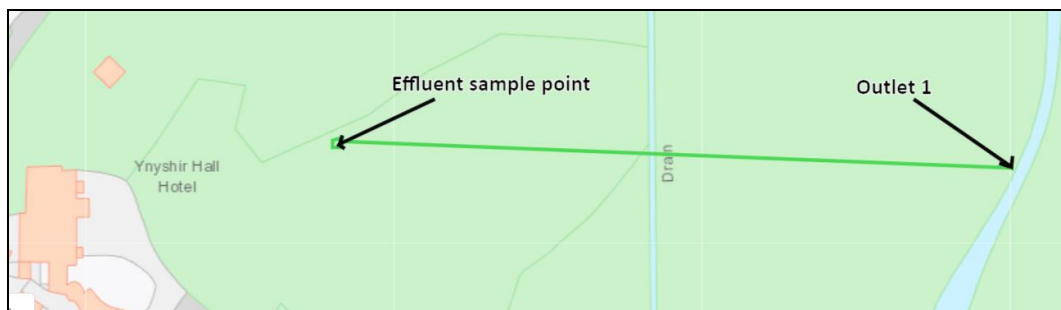 Effluent sample point
Outlet 1
Ynyshir Hall
Hotel
Drain